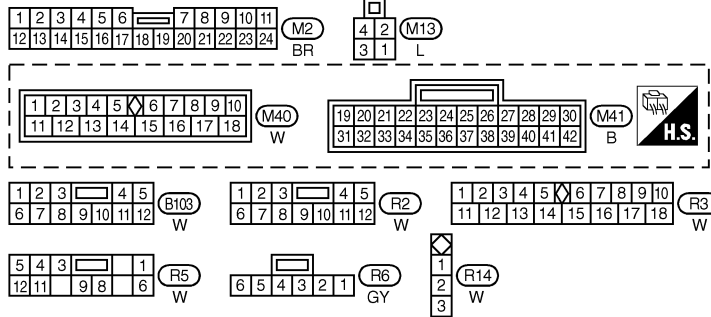 1 2 3 4 5 6 7 8 9 10 11
12 13 14 15 16 17 18 19 20 21 22 23 24
M2
BR
4 2
3 1
M13
L
1 2 3 4 5 6 7 8 9 10
11 12 13 14 15 16 17 18
M40
W
19 20 21 22 23 24 25 26 27 28 29 30
31 32 33 34 35 36 37 38 39 40 41 42
M41
B
H.S.
1 2 3 4 5
6 7 8 9 10 11 12
B103
W
1 2 3 4 5
6 7 8 9 10 11 12
R2
W
1 2 3 4 5 6 7 8 9 10
11 12 13 14 15 16 17 18
R3
W
5 4 3 1
12 11 9 8 6
R5
W
6 5 4 3 2 1
R6
GY
1
2
3
R14
W